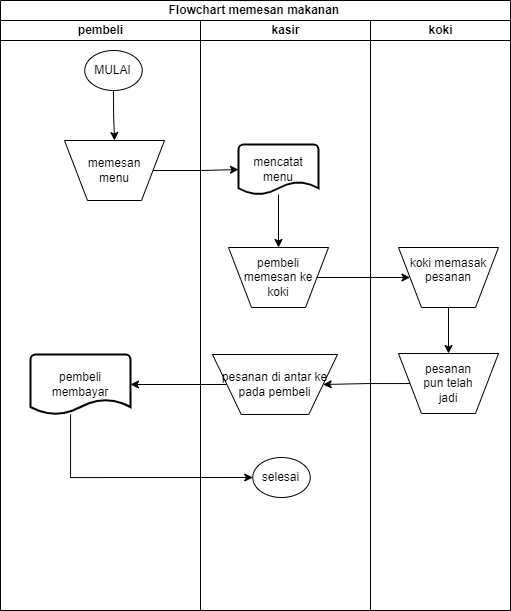 Flowchart memesan makanan
pembeli
kasir
koki
MULAI
memesan
menu
mencatat
menu
pembeli
memesan ke
koki
koki memasak
pesanan
pembeli
membayar
pesanan di antar ke
pada pembeli
pesanan
pun telah
jadi
selesai